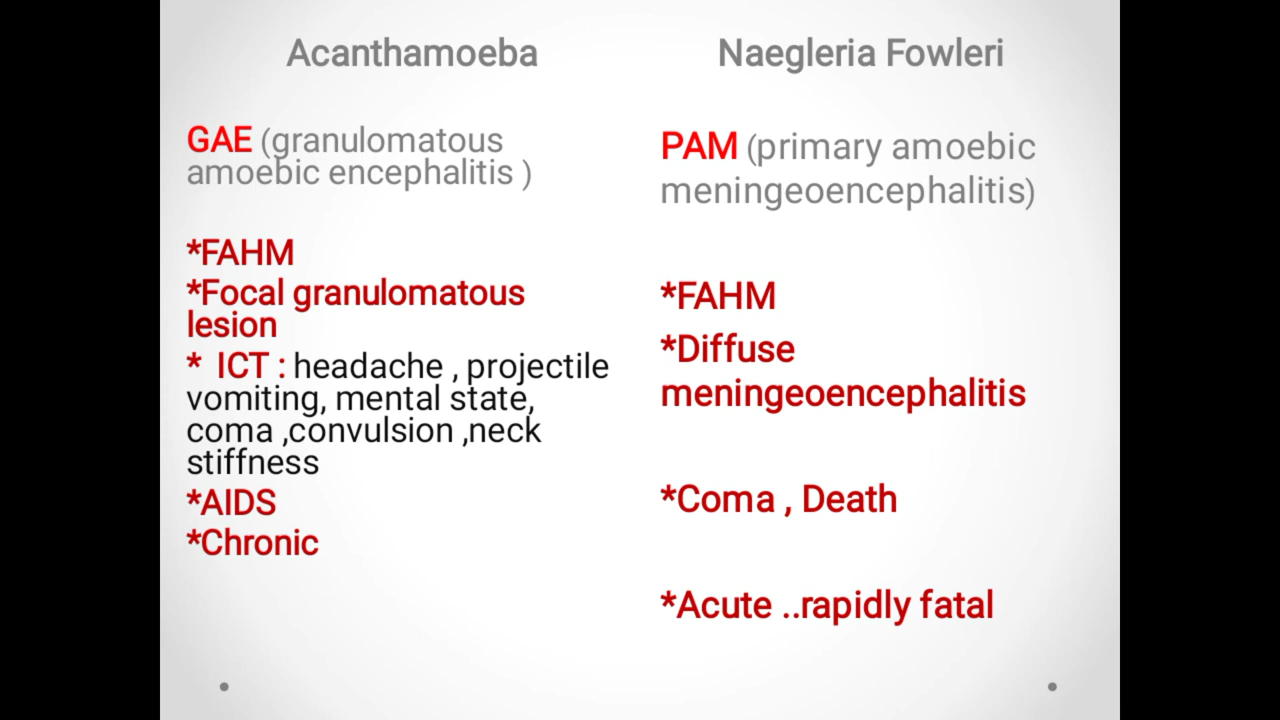 Acanthamoeba
GAE (granulomatous
amoebic encephalitis )
*FAHM
*Focal granulomatous
lesion
* ICT : headache , projectile
vomiting, mental state,
coma ,convulsion ,neck
stiffness
*AIDS
*Chronic
Naegleria Fowleri
PAM (primary amoebic
meningeoencephalitis)
*FAHM
*Diffuse
meningeoencephalitis
*Coma , Death
*Acute ..rapidly fatal